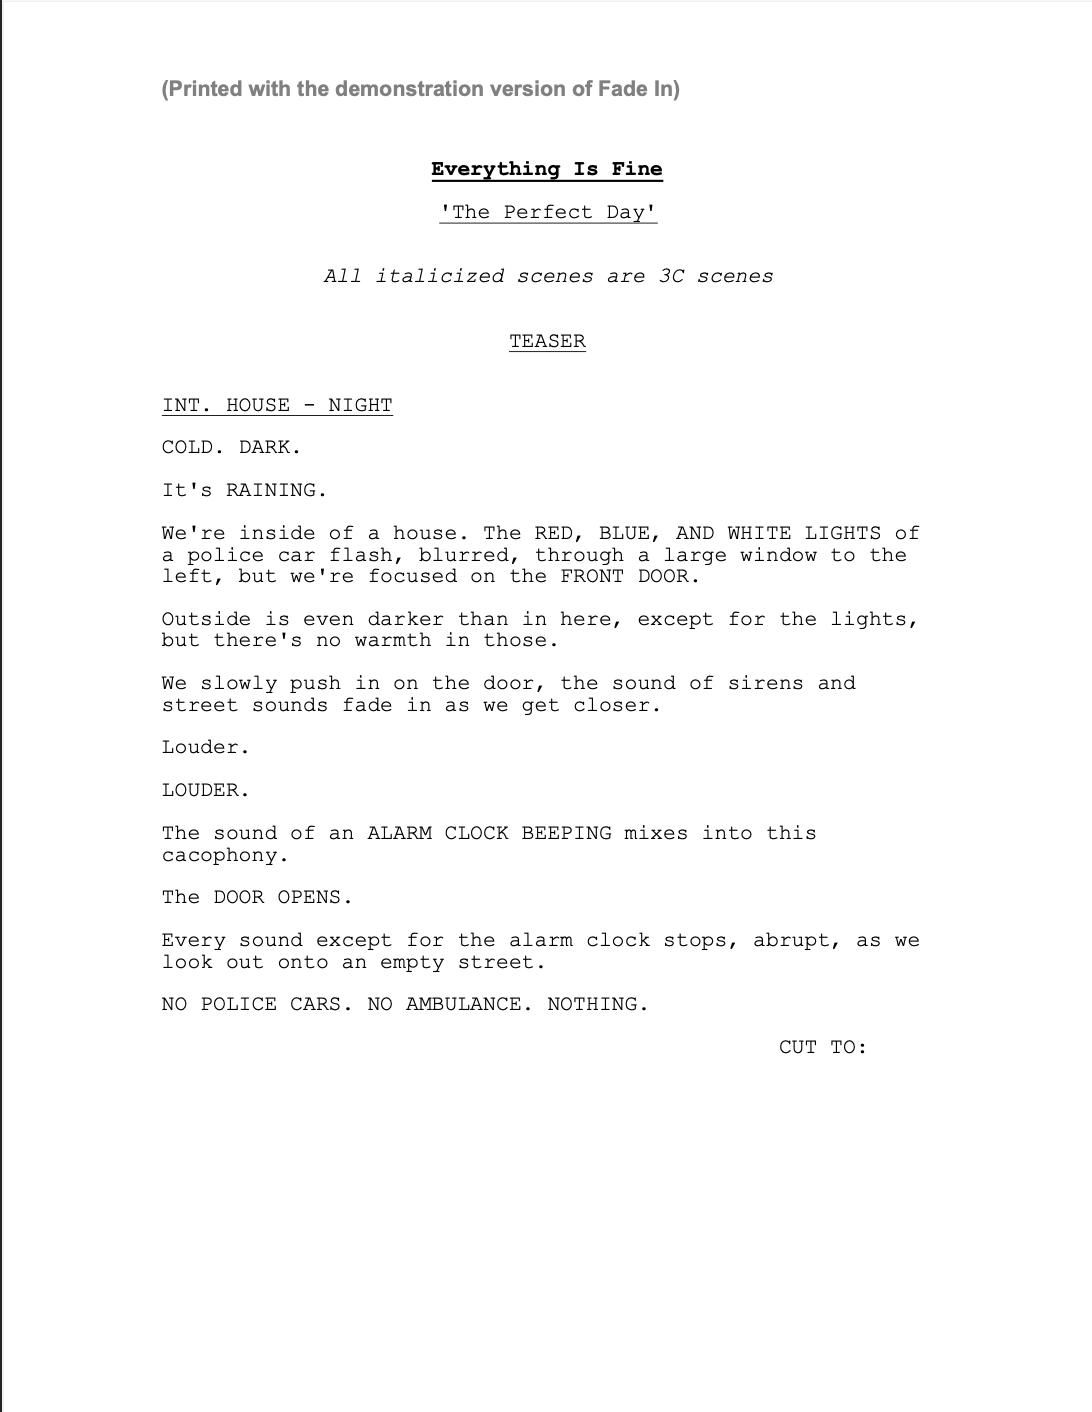 (Printed with the demonstration version of Fade In)
Everything Is Fine
'The Perfect Day'
All italicized scenes are 3C scenes
TEASER
INT. HOUSE - NIGHT
COLD. DARK.
It's RAINING.
We're inside of a house. The RED, BLUE, AND WHITE LIGHTS of
a police car flash, blurred, through a large window to the
left, but we're focused on the FRONT DOOR.
Outside is even darker than in here, except for the lights,
but there's no warmth in those.
We slowly push in on the door, the sound of sirens and
street sounds fade in as we get closer.
Louder.
LOUDER.
The sound of an ALARM CLOCK BEEPING mixes into this
cacophony.
The DOOR OPENS.
Every sound except for the alarm clock stops, abrupt, as we
look out onto an empty street.
NO POLICE CARS. NO AMBULANCE. NOTHING.
CUT TO: